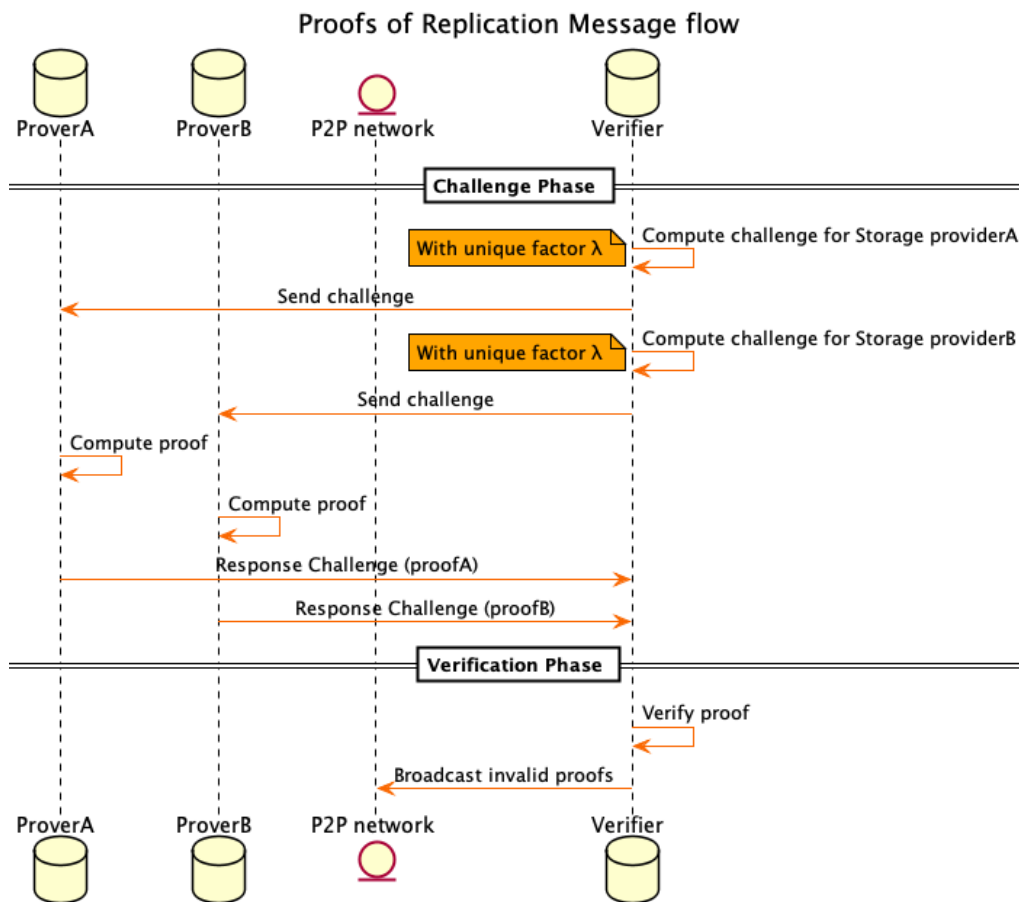 Proofs of Replication Message flow
ProverA
ProverB
P2P network
Verifier
Challenge Phase
With unique factor λ
Compute challenge for Storage providerA
Send challenge
With unique factor λ
Compute challenge for Storage providerB
Send challenge
Compute proof
Compute proof
Response Challenge (proofA)
Response Challenge (proofB)
Verification Phase
Verify proof
Broadcast invalid proofs
ProverA
ProverB
P2P network
Verifier